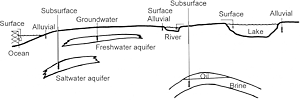 Subsurface
Subsurface
Surface
Groundwater
Surface
Alluvial
Surface
Alluvial
Alluvial
River
Lake
Ocean
Freshwater aquifer
Saltwater aquifer
Oil
Brine